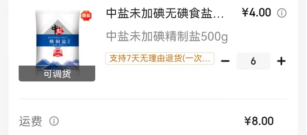 中盐未加碘无碘食盐... ¥4.00
中盐未加碘精制盐500g
支持7天无理由退货(一次... 6
可调货
运费 ¥8.00